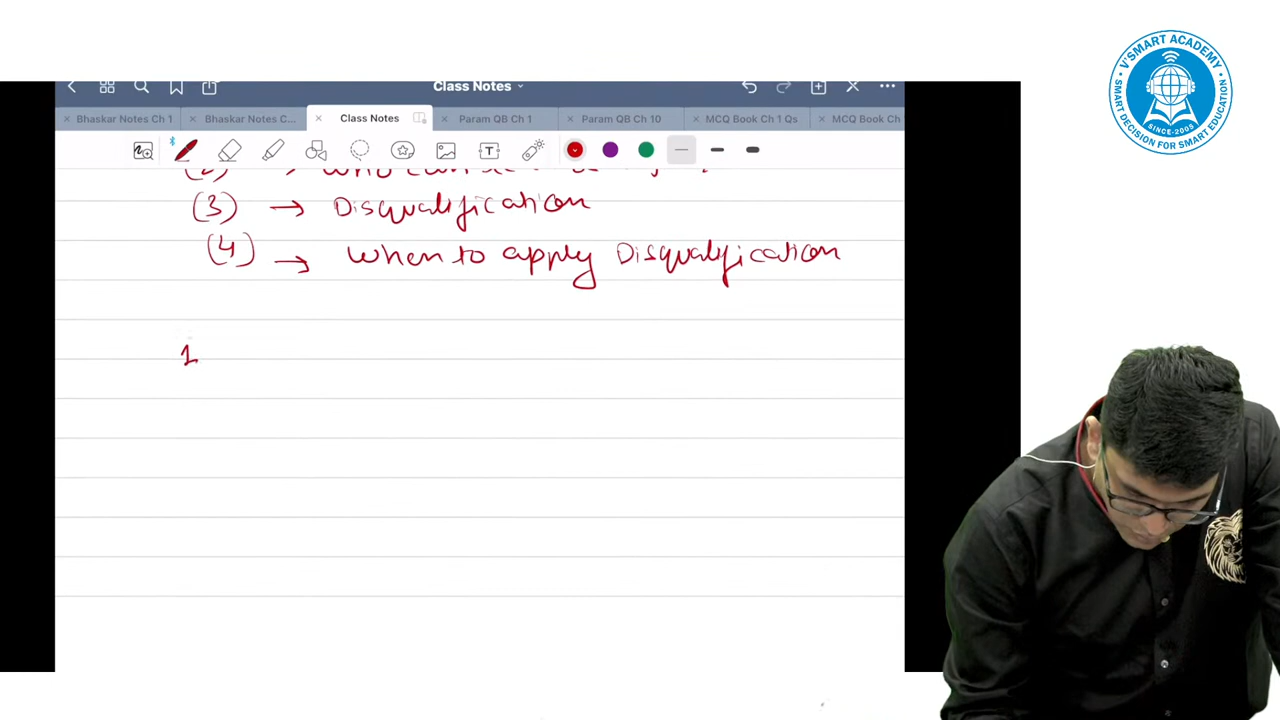 V'SMART ACADEMY
SINCE-2005
SMART DECISION FOR SMART EDUCATION
Class Notes
Bhaskar Notes Ch 1
Bhaskar Notes C...
Class Notes
Param QB Ch 1
Param QB Ch 10
MCQ Book Ch 1 Qs
MCQ Book Ch
T
(2) →
(3) → Disqualification
(4) → When to apply Disqualification
1